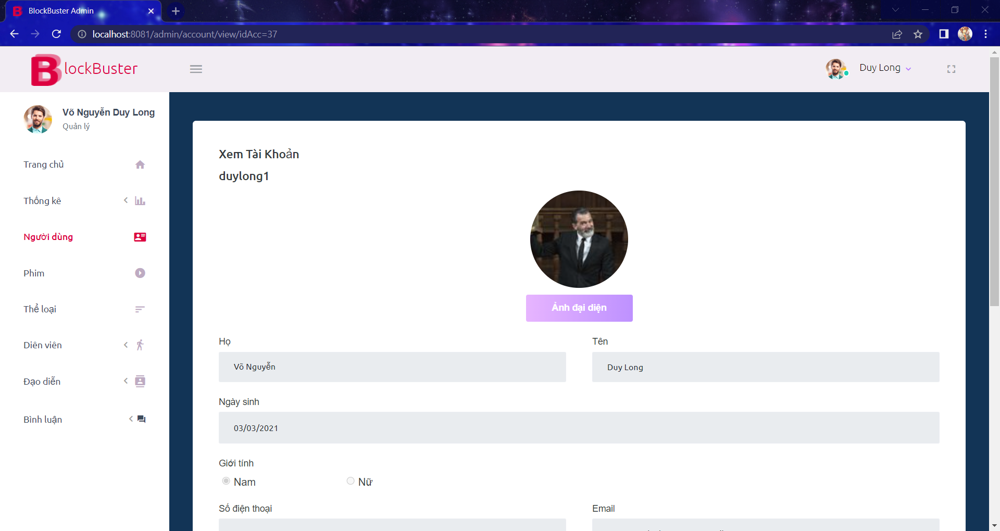 BlockBuster Admin
localhost:8081/admin/account/view/idAcc=37
BlockBuster
Duy Long
Võ Nguyễn Duy Long
Quản lý
Trang chủ
Thống kê
Người dùng
Phim
Thể loại
Diên viên
Đạo diễn
Bình luận
Xem Tài Khoản
duylong1
Ảnh đại diện
Họ
Tên
Võ Nguyễn
Duy Long
Ngày sinh
03/03/2021
Giới tính
Nam
Nữ
Số điện thoại
Email